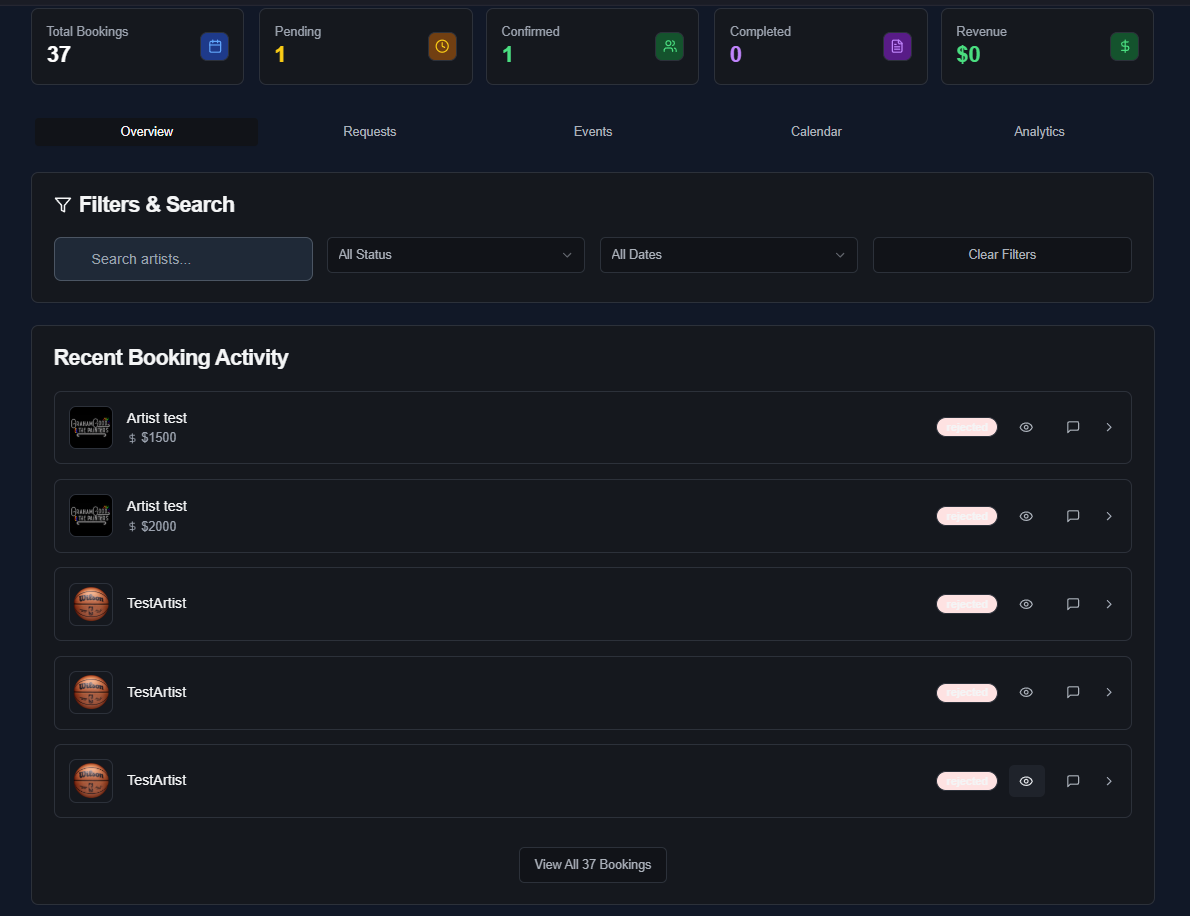 Total Bookings
37
Pending
1
Confirmed
1
Completed
0
Revenue
$0
Overview
Requests
Events
Calendar
Analytics
Filters & Search
Search artists...
All Status
All Dates
Clear Filters
Recent Booking Activity
Artist test
$ $1500
rejected
Artist test
$ $2000
rejected
TestArtist
rejected
TestArtist
rejected
TestArtist
rejected
View All 37 Bookings